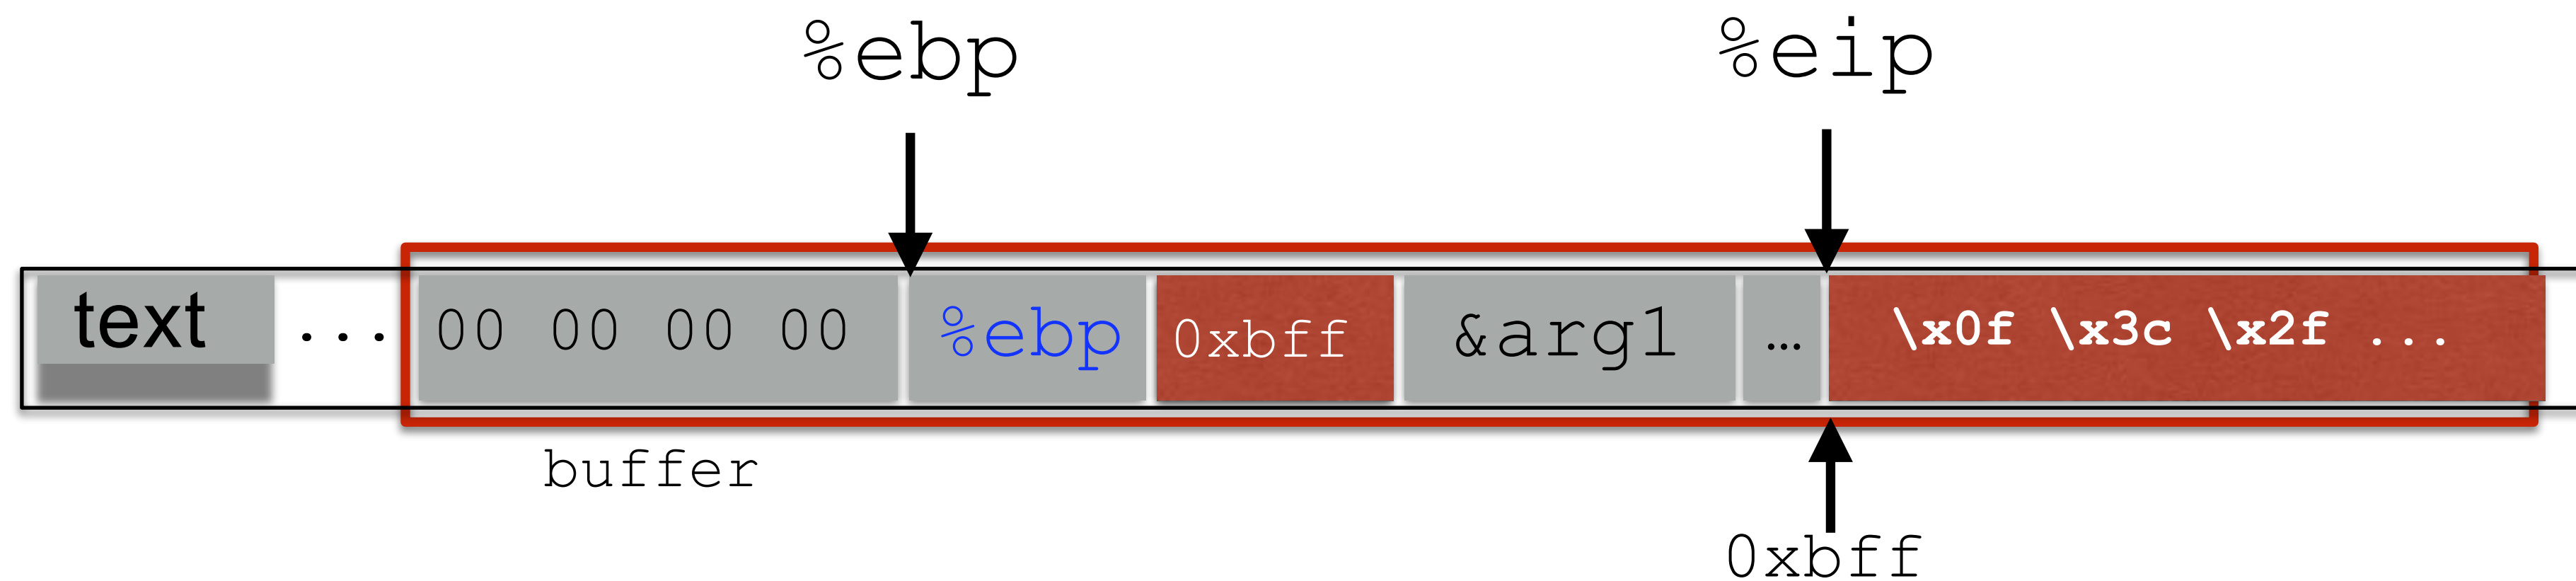 %ebp %eip
text ... 00 00 00 00 %ebp 0xbff &arg1 ... \x0f \x3c \x2f ...
buffer
0xbff